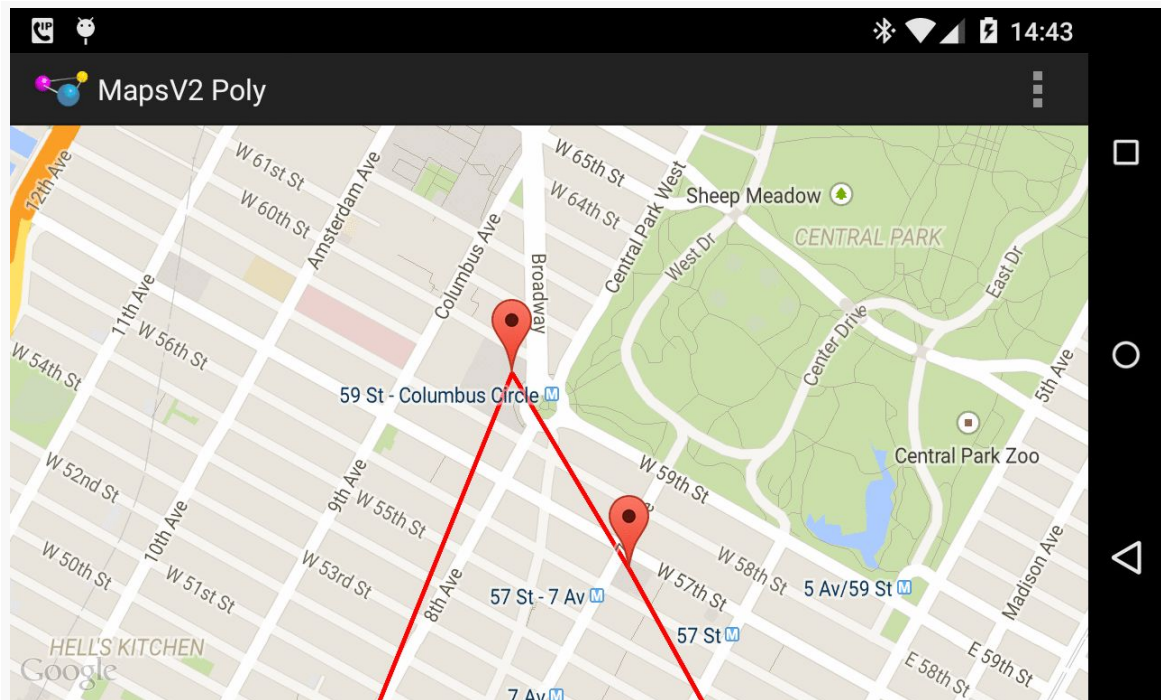 14:43
MapsV2 Poly
W 61st St
W 65th St
12th Ave
Amsterdam Ave
Central Park West
Sheep Meadow
W 60th St
W 64th St
Columbus Ave
Broadway
West Dr
CENTRAL PARK
East Dr
11th Ave
W 56th St
Center Drive
W 54th St
59 St - Columbus Circle M
5th Ave
Central Park Zoo
W 52nd St
9th Ave
W 55th St
W 59th St
10th Ave
W 50th St
W 51st St
W 53rd St
8th Ave
57 St - 7 Av M
W 57th St
W 58th St
5 Av/59 St M
Madison Ave
HELL'S KITCHEN
57 St M
E 58th St
E 59th St
Google
7 Av M